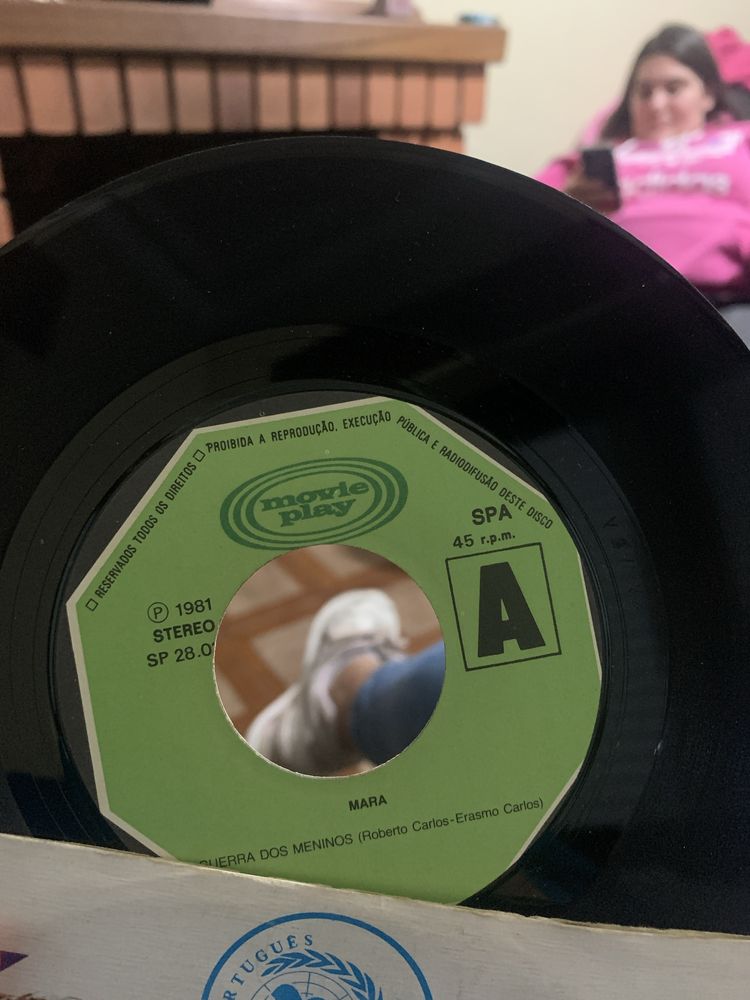 □ RESERVADOS TODOS OS DIREITOS □ PROIBIDA A REPRODUÇÃO, EXECUÇÃO PÚBLICA E RADIODIFUSÃO DESTE DISCO
movie
play
SPA
45 r.p.m.
A
Ⓟ 1981
STEREO
SP 28.0
MARA
GUERRA DOS MENINOS (Roberto Carlos-Erasmo Carlos)
RTUGUÊS